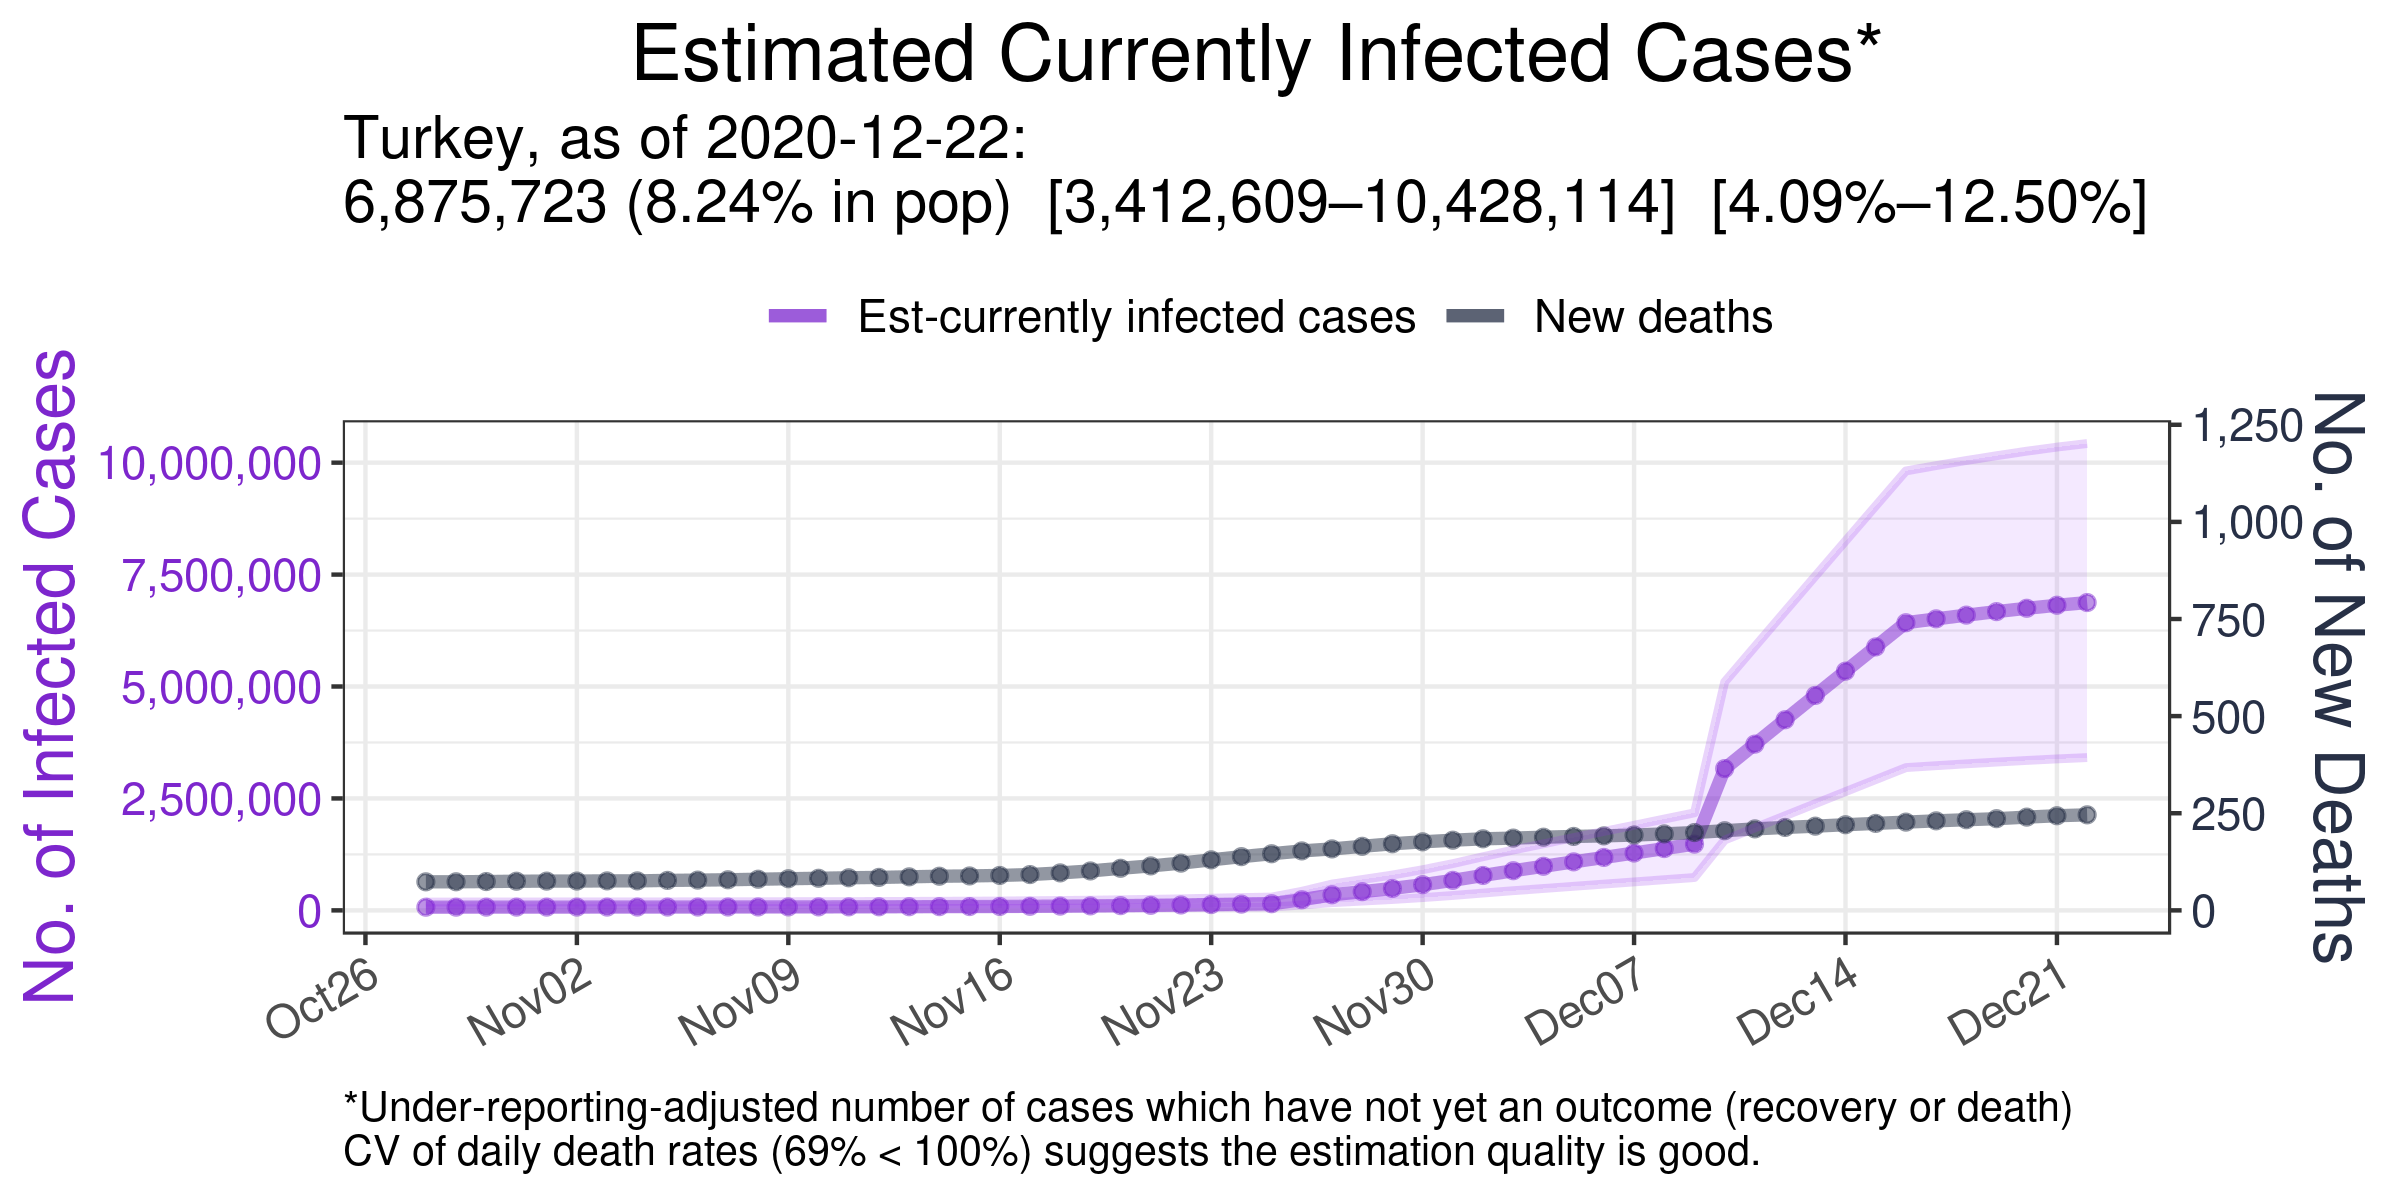 Estimated Currently Infected Cases*
Turkey, as of 2020-12-22:
6,875,723 (8.24% in pop) [3,412,609–10,428,114] [4.09%–12.50%]
Est-currently infected cases New deaths
No. of Infected Cases
10,000,000
7,500,000
5,000,000
2,500,000
0
1,250
1,000
750
500
250
0
No. of New Deaths
Oct26 Nov02 Nov09 Nov16 Nov23 Nov30 Dec07 Dec14 Dec21
*Under-reporting-adjusted number of cases which have not yet an outcome (recovery or death)
CV of daily death rates (69% < 100%) suggests the estimation quality is good.